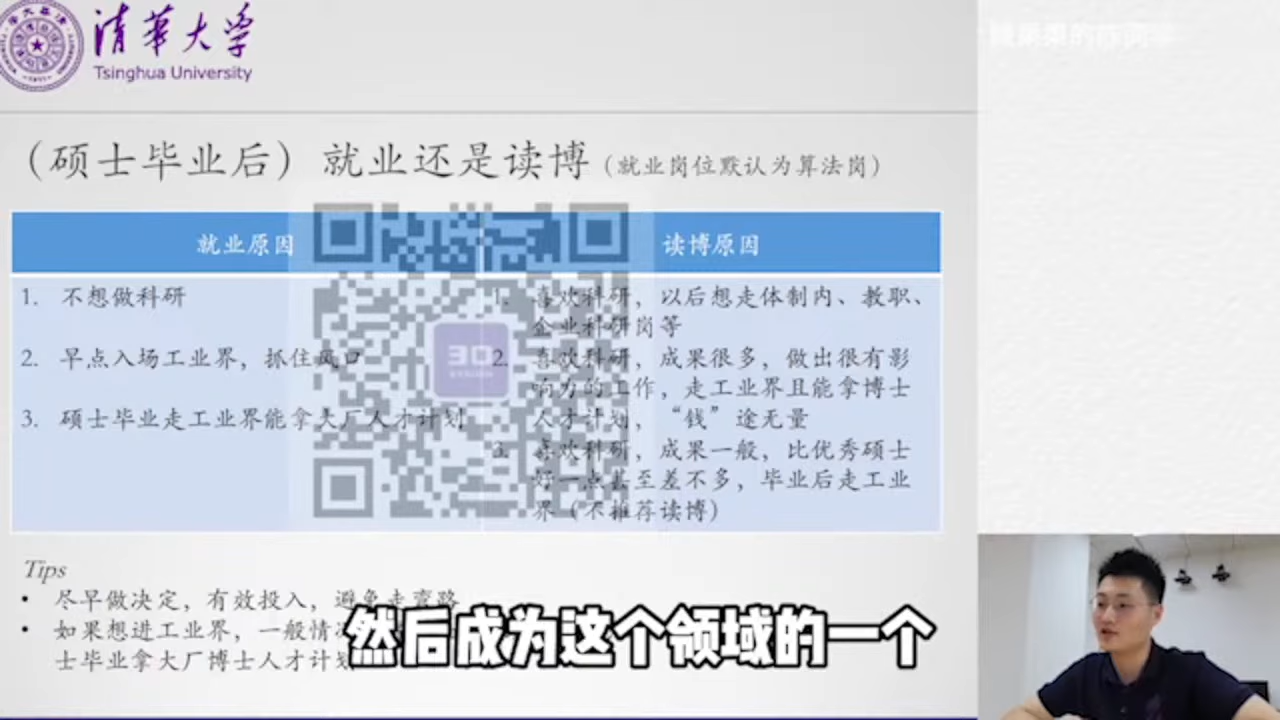 清华大学
Tsinghua University
（硕士毕业后）就业还是读博（就业岗位默认为算法岗）
就业原因
读博原因
1. 不想做科研
2. 早点入场工业界，抓住风口
3. 硕士毕业走工业界能拿大厂人才计划
1. 喜欢科研，以后想走体制内、教职、
企业科研岗等
2. 喜欢科研，成果很多，做出很有影
响力的工作，走工业界且能拿博士
人才计划，“钱”途无量
3. 喜欢科研，成果一般，比优秀硕士
好一点甚至差不多，毕业后走工业
界（不推荐读博）
3D
Tips
• 尽早做决定，有效投入，避免走弯路
• 如果想进工业界，一般情
士毕业拿大厂博士人才计划
然后成为这个领域的一个